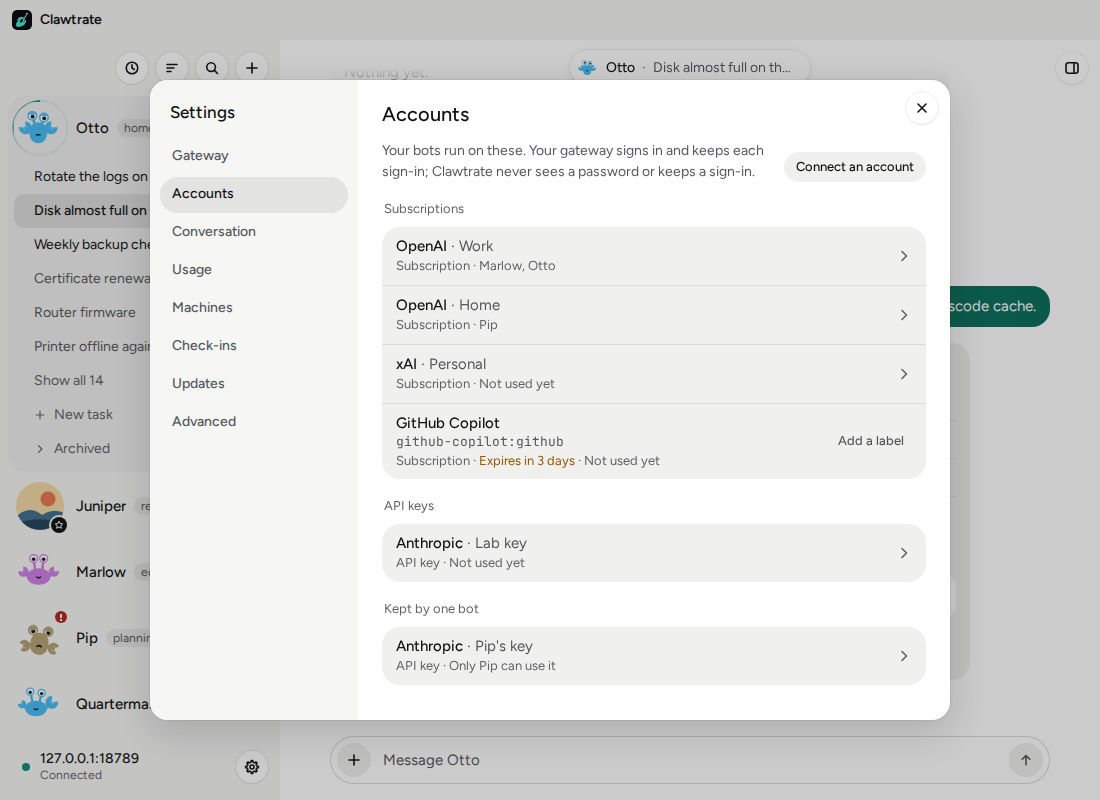 Clawtrate
Nothing yet.
Otto · Disk almost full on th...
Otto
Rotate the logs on
Disk almost full on
Weekly backup
Certificate
Router firmware
Printer offline
Show all 14
New task
Archived
Juniper
Marlow
Pip
127.0.0.1:18789
Connected
Settings
Gateway
Accounts
Conversation
Usage
Machines
Check-ins
Updates
Advanced
Accounts
Your bots run on these. Your gateway signs in and keeps each
sign-in; Clawtrate never sees a password or keeps a sign-in.
Connect an account
Subscriptions
OpenAI · Work
Subscription · Marlow, Otto
OpenAI · Home
Subscription · Pip
xAI · Personal
Subscription · Not used yet
GitHub Copilot
github-copilot:github
Subscription · Expires in 3 days · Not used yet
Add a label
API keys
Anthropic · Lab key
API key · Not used yet
Kept by one bot
Anthropic · Pip's key
API key · Only Pip can use it
cache.
Message Otto